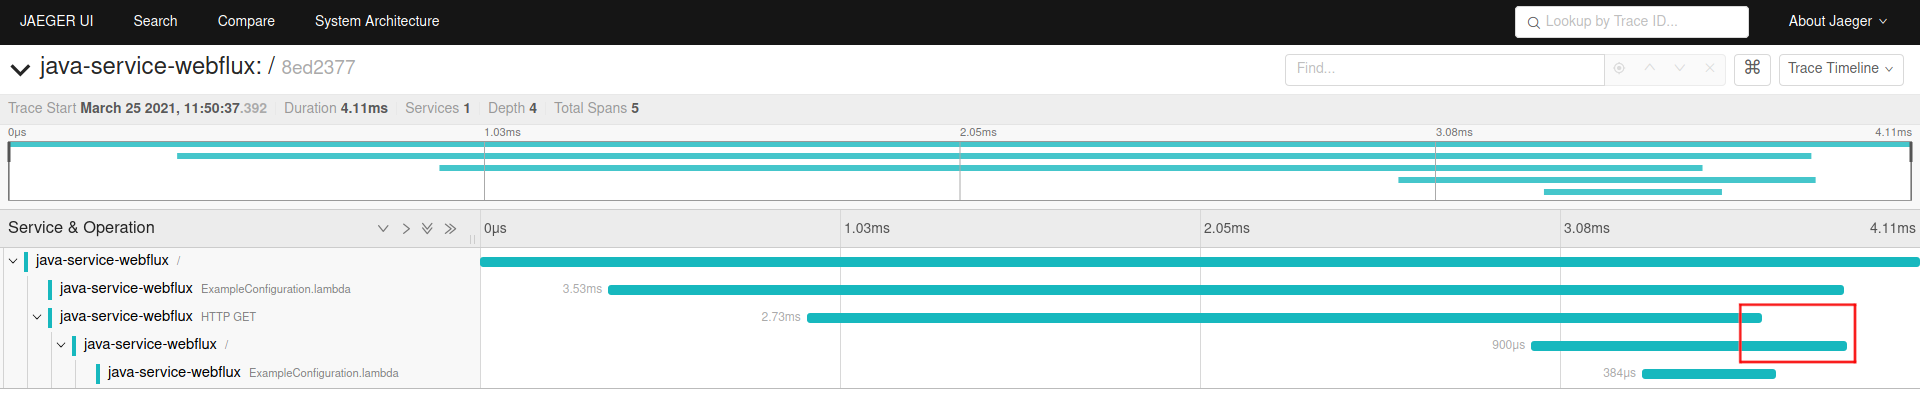 JAEGER UI Search Compare System Architecture Lookup by Trace ID... About Jaeger
java-service-webflux: / 8ed2377 Find... ⌘ Trace Timeline
Trace Start March 25 2021, 11:50:37.392 Duration 4.11ms Services 1 Depth 4 Total Spans 5
0μs 1.03ms 2.05ms 3.08ms 4.11ms
Service & Operation 0μs 1.03ms 2.05ms 3.08ms 4.11ms
java-service-webflux /
java-service-webflux ExampleConfiguration.lambda 3.53ms
java-service-webflux HTTP GET 2.73ms
java-service-webflux / 900μs
java-service-webflux ExampleConfiguration.lambda 384μs